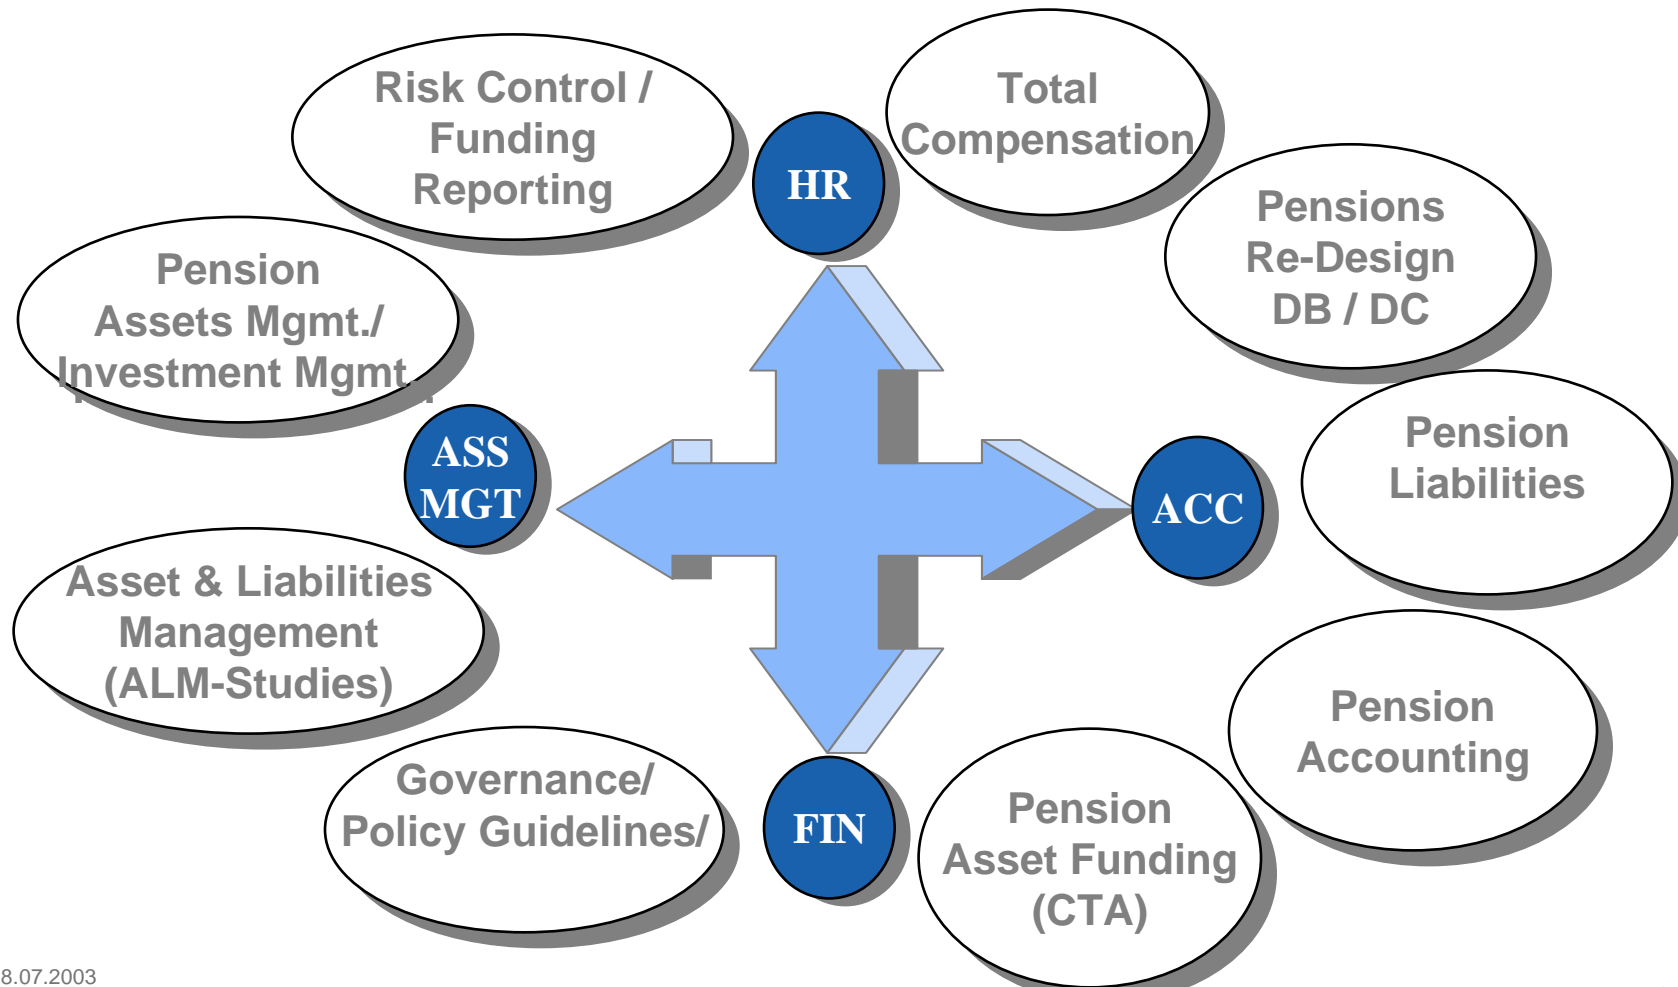 Risk Control /
Funding
Reporting
Total
Compensation
HR
Pensions
Re-Design
DB / DC
Pension
Assets Mgmt./
Investment Mgmt.
ASS
MGT
Pension
Liabilities
ACC
Asset & Liabilities
Management
(ALM-Studies)
Pension
Accounting
Governance/
Policy Guidelines/
FIN
Pension
Asset Funding
(CTA)
8.07.2003